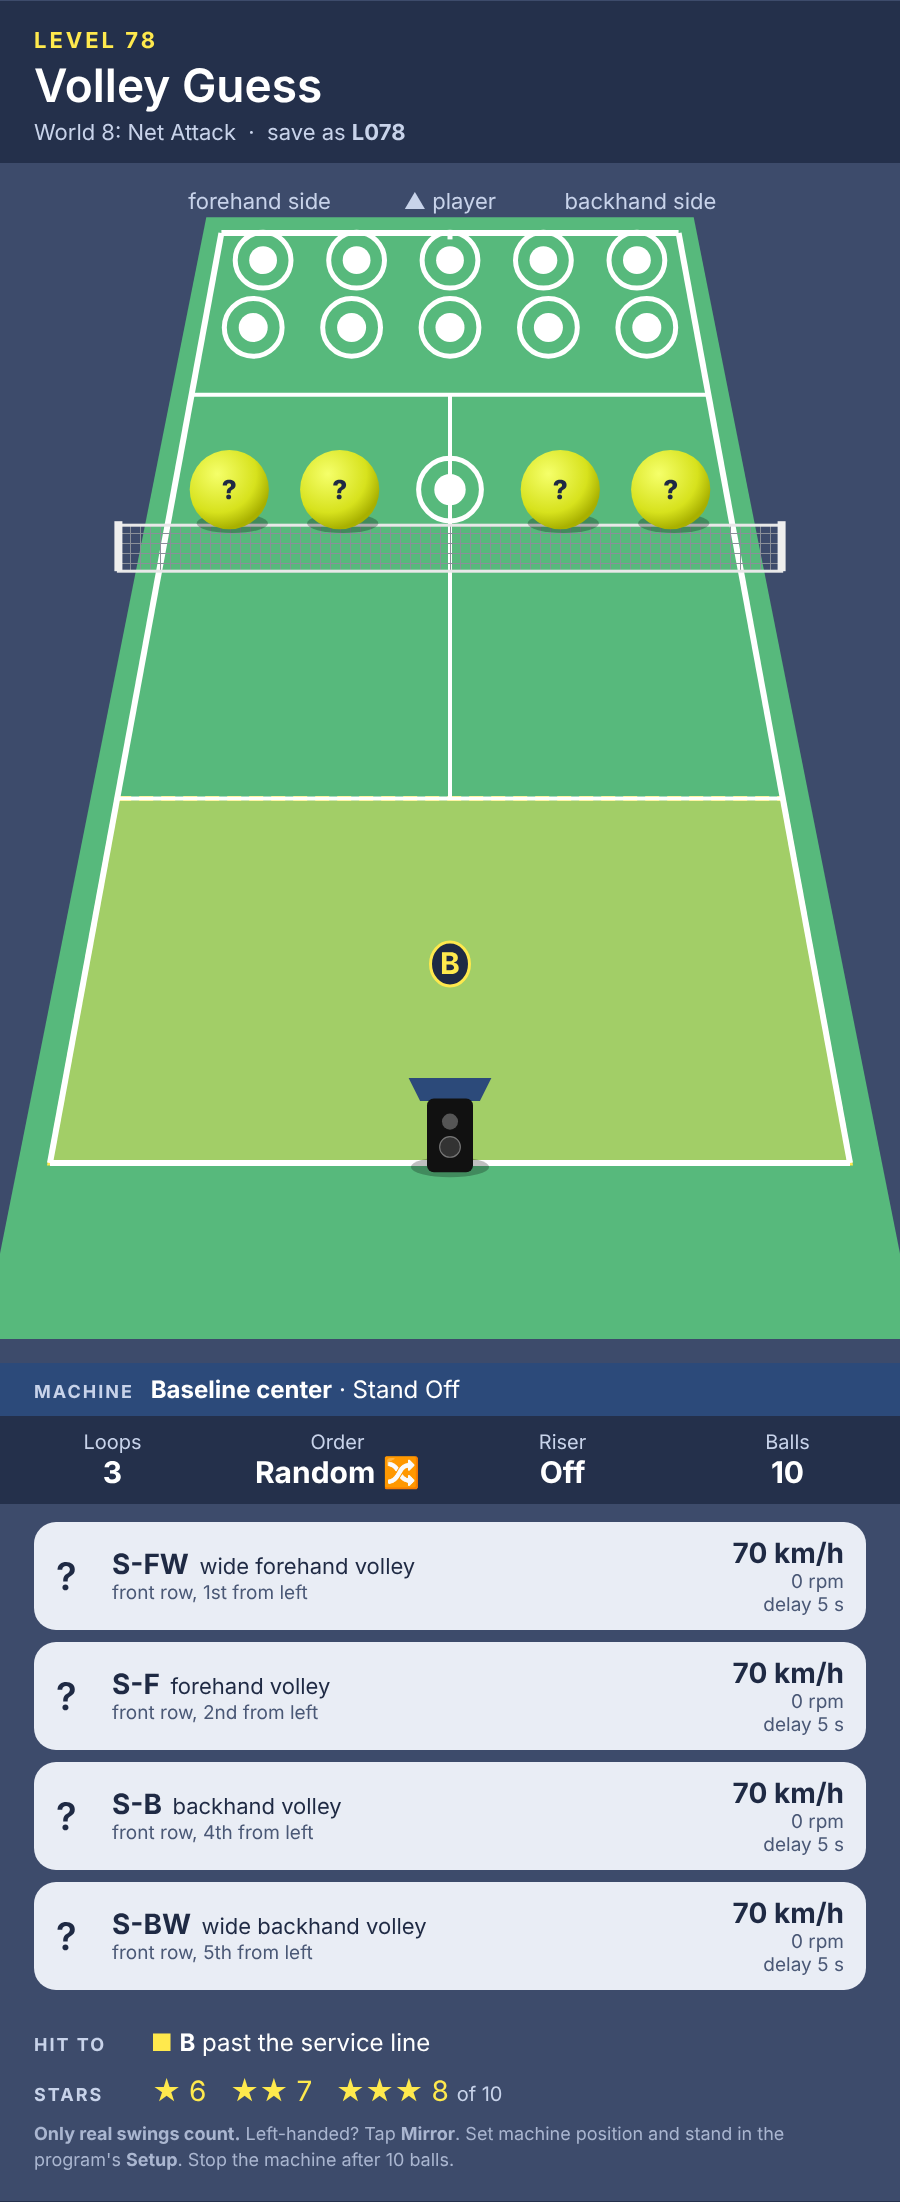 LEVEL 78
Volley Guess
World 8: Net Attack · save as L078
forehand side ▲ player backhand side
? ? ? ?
B
MACHINE Baseline center · Stand Off
Loops Order Riser Balls
3 Random 🔀 Off 10
? S-FW wide forehand volley 70 km/h
front row, 1st from left 0 rpm
delay 5 s
? S-F forehand volley 70 km/h
front row, 2nd from left 0 rpm
delay 5 s
? S-B backhand volley 70 km/h
front row, 4th from left 0 rpm
delay 5 s
? S-BW wide backhand volley 70 km/h
front row, 5th from left 0 rpm
delay 5 s
HIT TO B past the service line
STARS ★ 6 ★★ 7 ★★★ 8 of 10
Only real swings count. Left-handed? Tap Mirror. Set machine position and stand in the
program's Setup. Stop the machine after 10 balls.